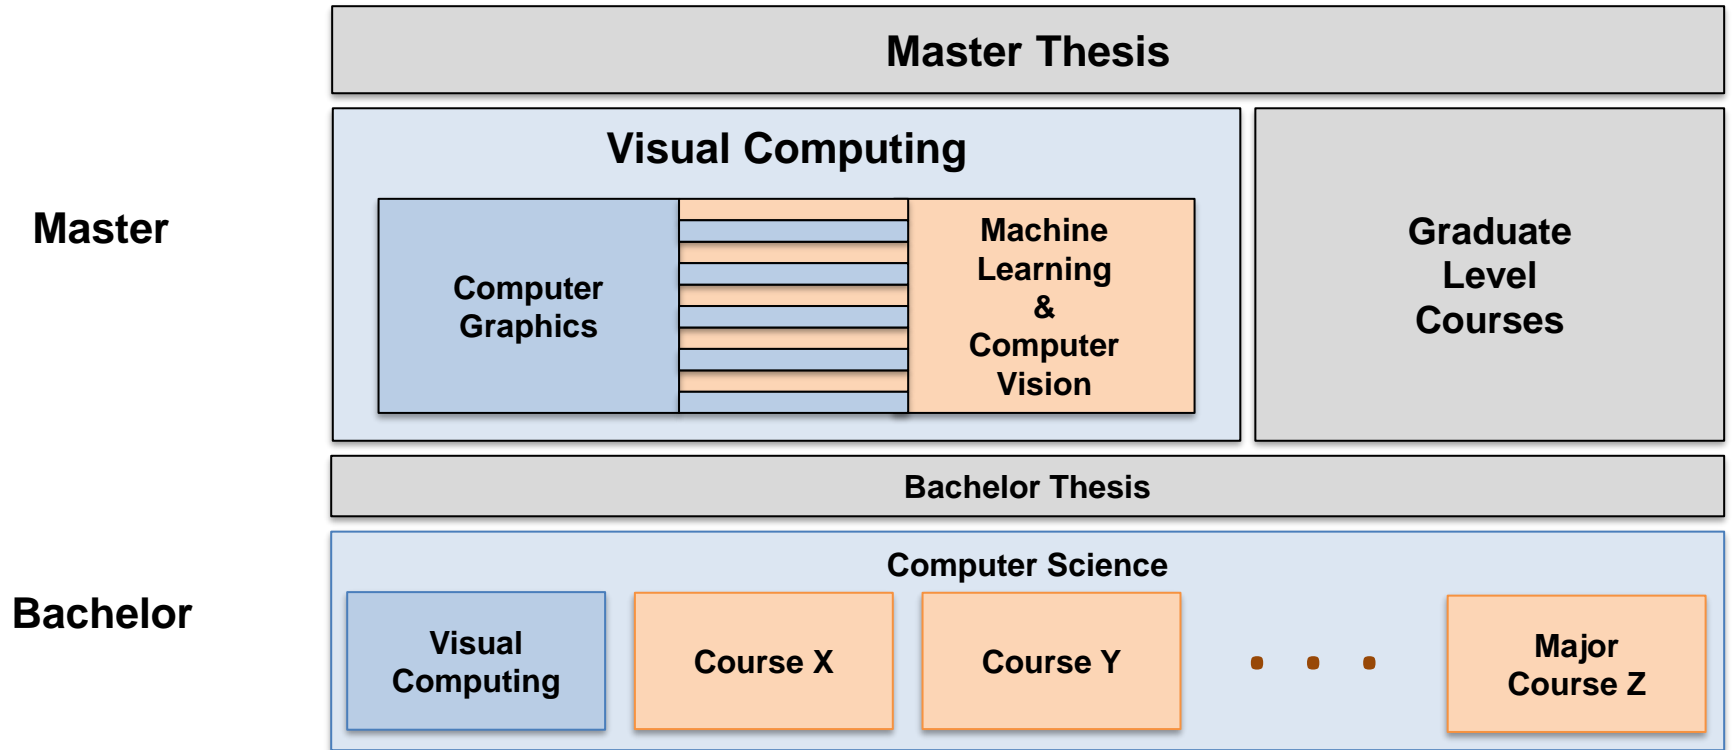 Master Thesis
Master
Visual Computing
Computer
Graphics
Machine
Learning
&
Computer
Vision
Graduate
Level
Courses
Bachelor Thesis
Bachelor
Computer Science
Visual
Computing
Course X
Course Y
. . .
Major
Course Z